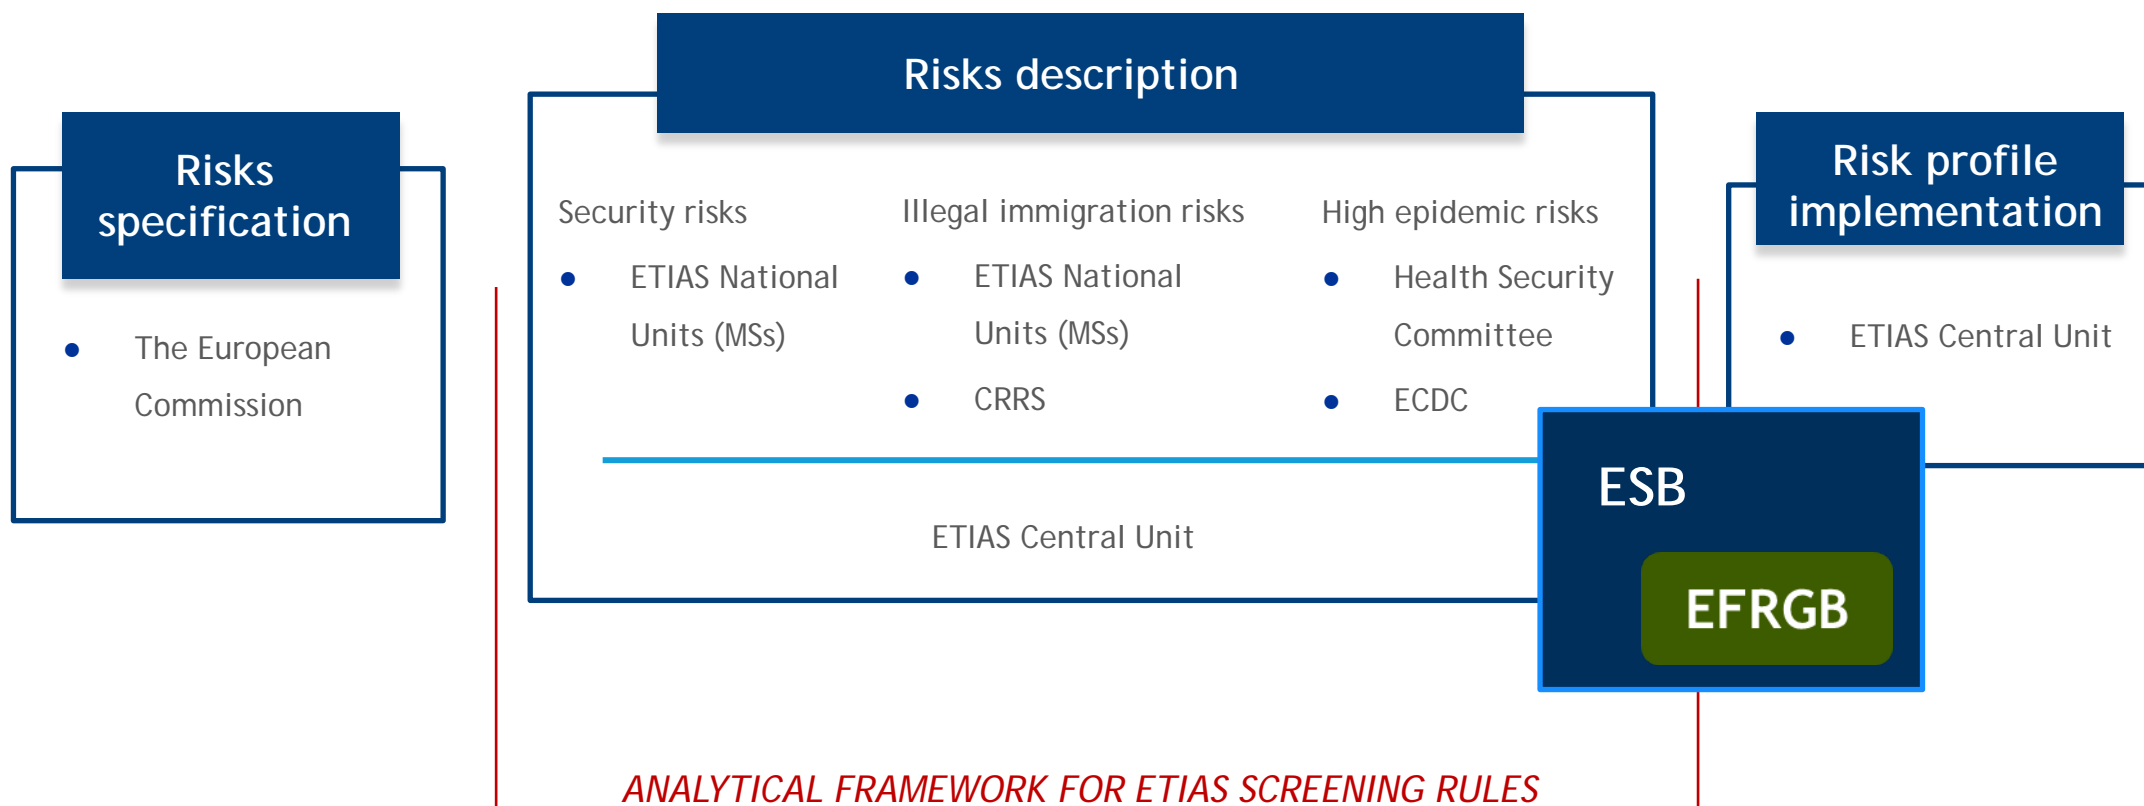 Risks
specification
The European
Commission
Risks description
Security risks
ETIAS National
Units (MSs)
Illegal immigration risks
ETIAS National
Units (MSs)
CRRS
High epidemic risks
Health Security
Committee
ECDC
ETIAS Central Unit
Risk profile
implementation
ETIAS Central Unit
ESB
EFRGB
ANALYTICAL FRAMEWORK FOR ETIAS SCREENING RULES